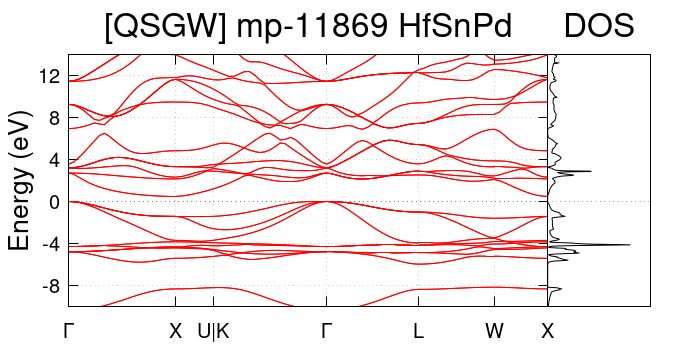 [QSGW] mp-11869 HfSnPd DOS
Energy (eV)
12
8
4
0
-4
-8
Γ X U|K Γ L W X